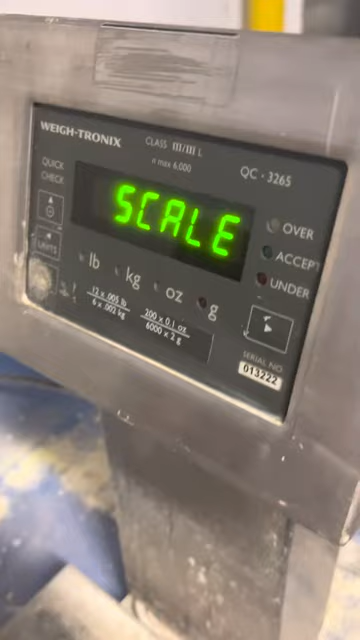 WEIGH-TRONIX
CLASS III/III L
n max 6,000
QC - 3265
QUICK
CHECK
SCALE
OVER
ACCEPT
UNDER
UNITS
lb
kg
oz
g
12 x .005 lb
6 x .002 kg
200 x 0.1 oz
6000 x 2 g
SERIAL NO
013222